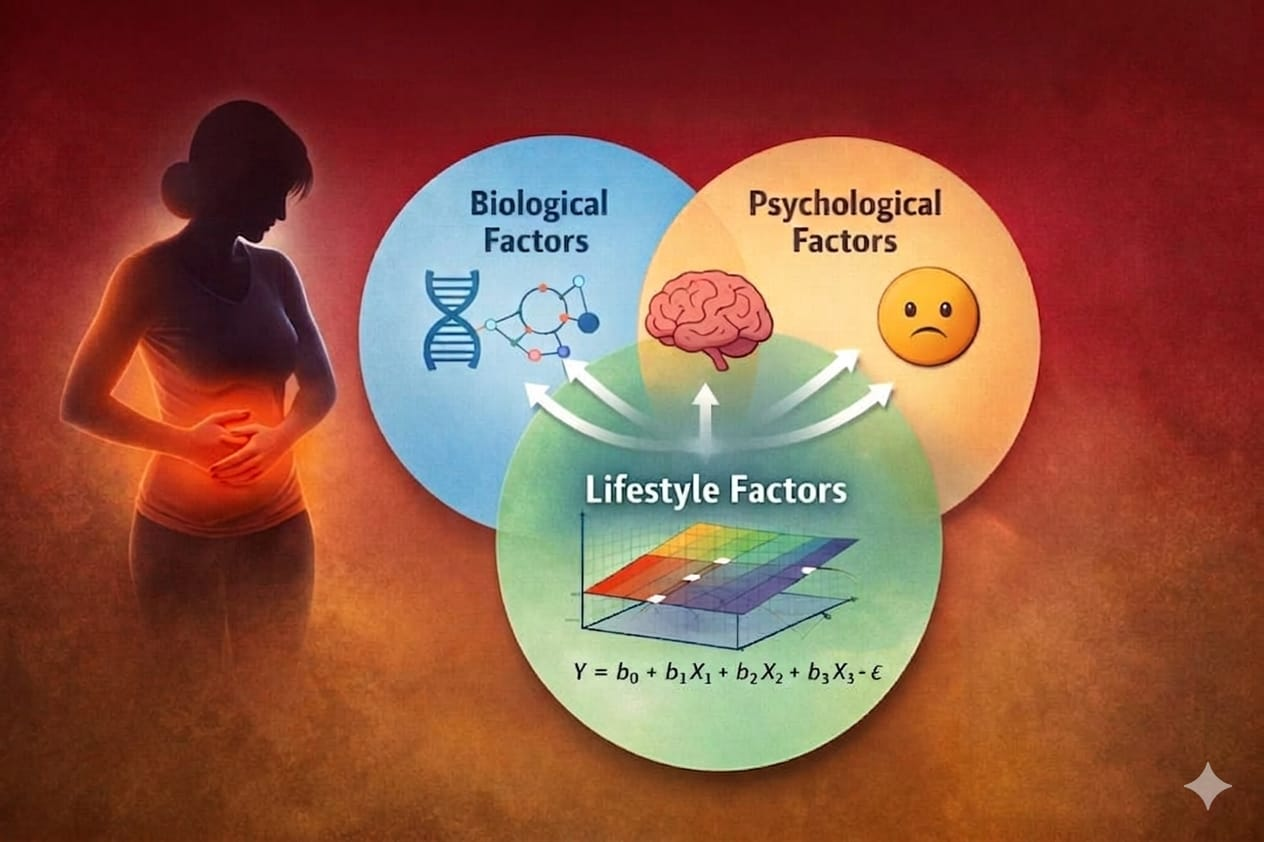 Biological
Factors
Psychological
Factors
Lifestyle Factors
Y = b₀ + b₁X₁ + b₂X₂ + b₃X₃ - ϵ